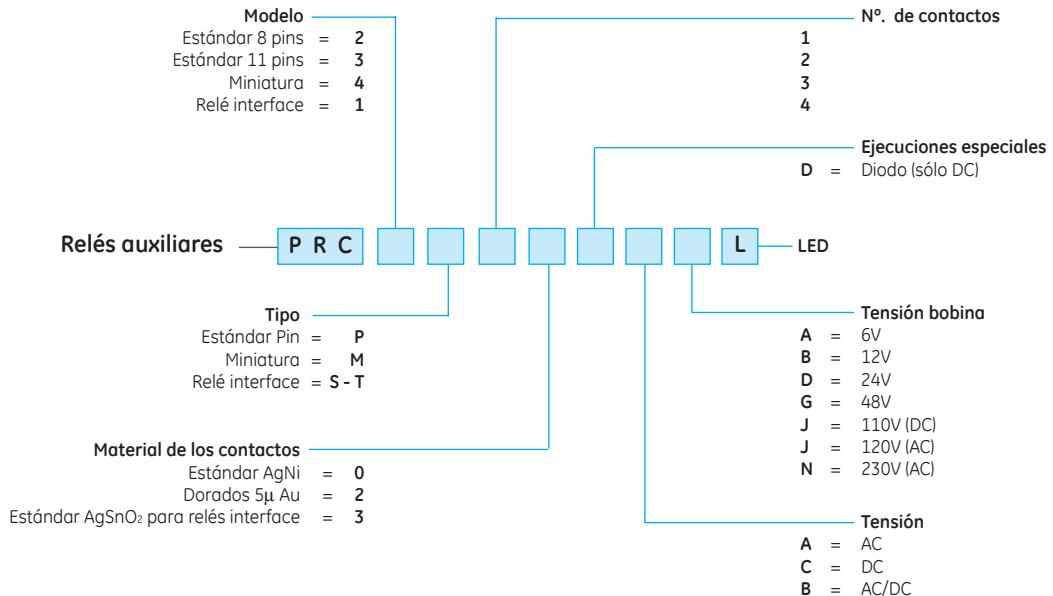 Modelo
Estándar 8 pins = 2
Estándar 11 pins = 3
Miniatura = 4
Relé interface = 1
Nº. de contactos
1
2
3
4
Ejecuciones especiales
D = Diodo (sólo DC)
Relés auxiliares P R C L LED
Tipo
Estándar Pin = P
Miniatura = M
Relé interface = S - T
Material de los contactos
Estándar AgNi = 0
Dorados 5μ Au = 2
Estándar AgSnO₂ para relés interface = 3
Tensión bobina
A = 6V
B = 12V
D = 24V
G = 48V
J = 110V (DC)
J = 120V (AC)
N = 230V (AC)
Tensión
A = AC
C = DC
B = AC/DC